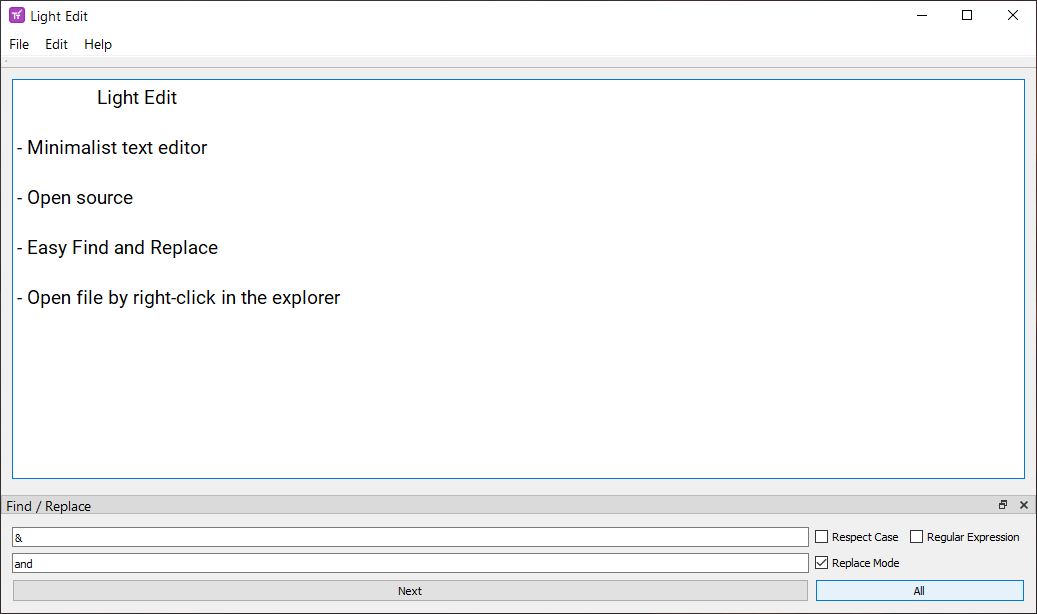 Light Edit
File Edit Help
Light Edit
- Minimalist text editor
- Open source
- Easy Find and Replace
- Open file by right-click in the explorer
Find / Replace
& Respect Case Regular Expression
and Replace Mode
Next All